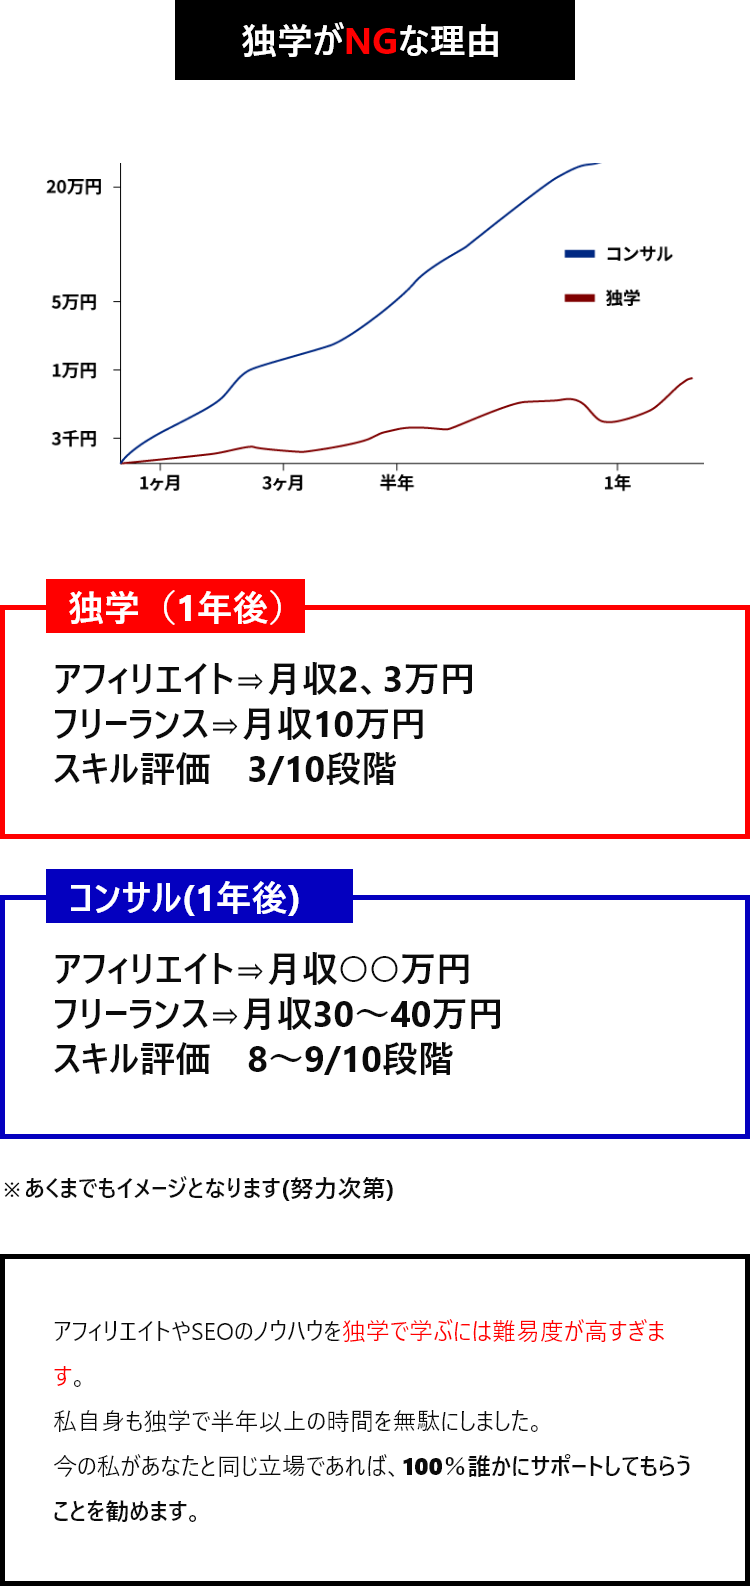 独学がNGな理由
20万円
5万円
1万円
3千円
コンサル
独学
1ヶ月
3ヶ月
半年
1年
独学（1年後）
アフィリエイト⇒月収2、3万円
フリーランス⇒月収10万円
スキル評価　3/10段階
コンサル(1年後)
アフィリエイト⇒月収○○万円
フリーランス⇒月収30～40万円
スキル評価　8～9/10段階
※あくまでもイメージとなります(努力次第)
アフィリエイトやSEOのノウハウを独学で学ぶには難易度が高すぎま
す。
私自身も独学で半年以上の時間を無駄にしました。
今の私があなたと同じ立場であれば、100％誰かにサポートしてもらう
ことを勧めます。